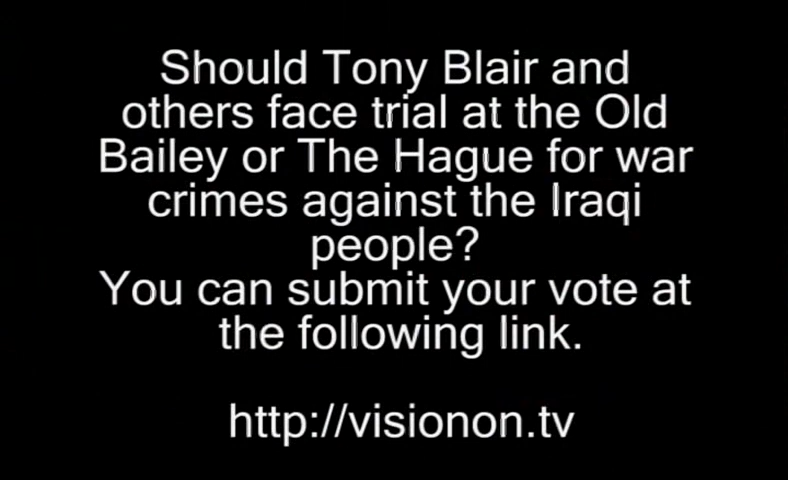 Should Tony Blair and
others face trial at the Old
Bailey or The Hague for war
crimes against the Iraqi
people?
You can submit your vote at
the following link.
http://visionon.tv